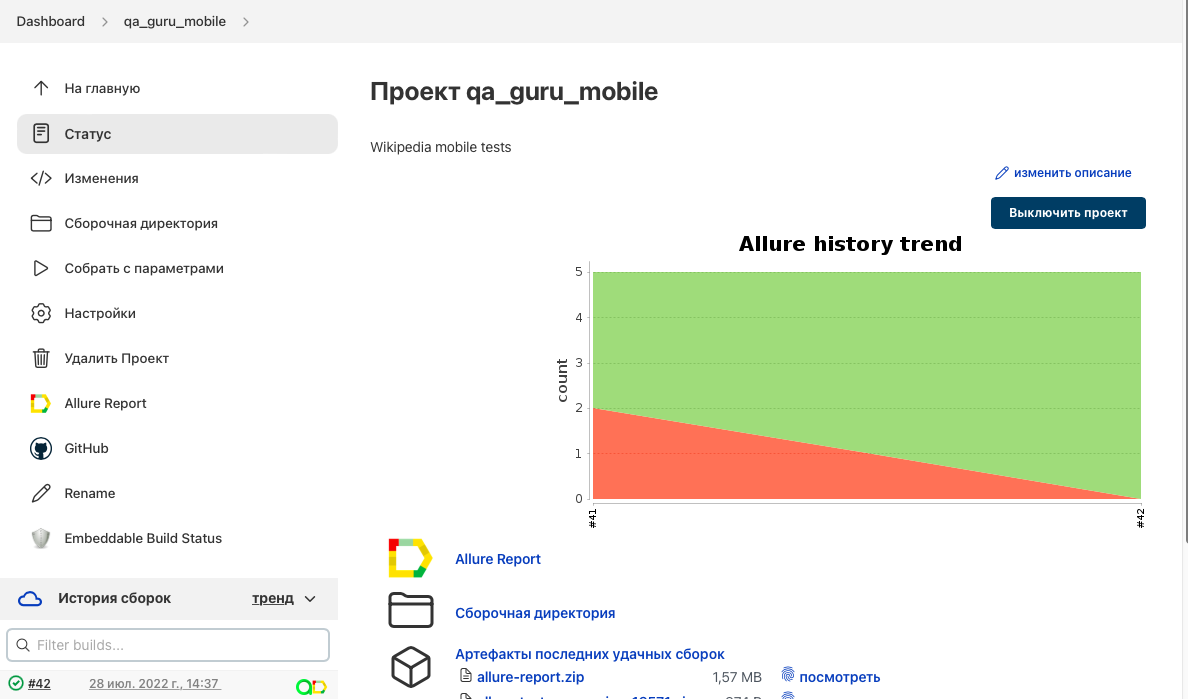 Dashboard > qa_guru_mobile >
На главную
Статус
Изменения
Сборочная директория
Собрать с параметрами
Настройки
Удалить Проект
Allure Report
GitHub
Rename
Embeddable Build Status
История сборок тренд
Filter builds...
#42 28 июл. 2022 г., 14:37
Проект qa_guru_mobile
Wikipedia mobile tests
изменить описание
Выключить проект
Allure history trend
count
5
4
3
2
1
0
#41
#42
Allure Report
Сборочная директория
Артефакты последних удачных сборок
allure-report.zip 1,57 MB посмотреть